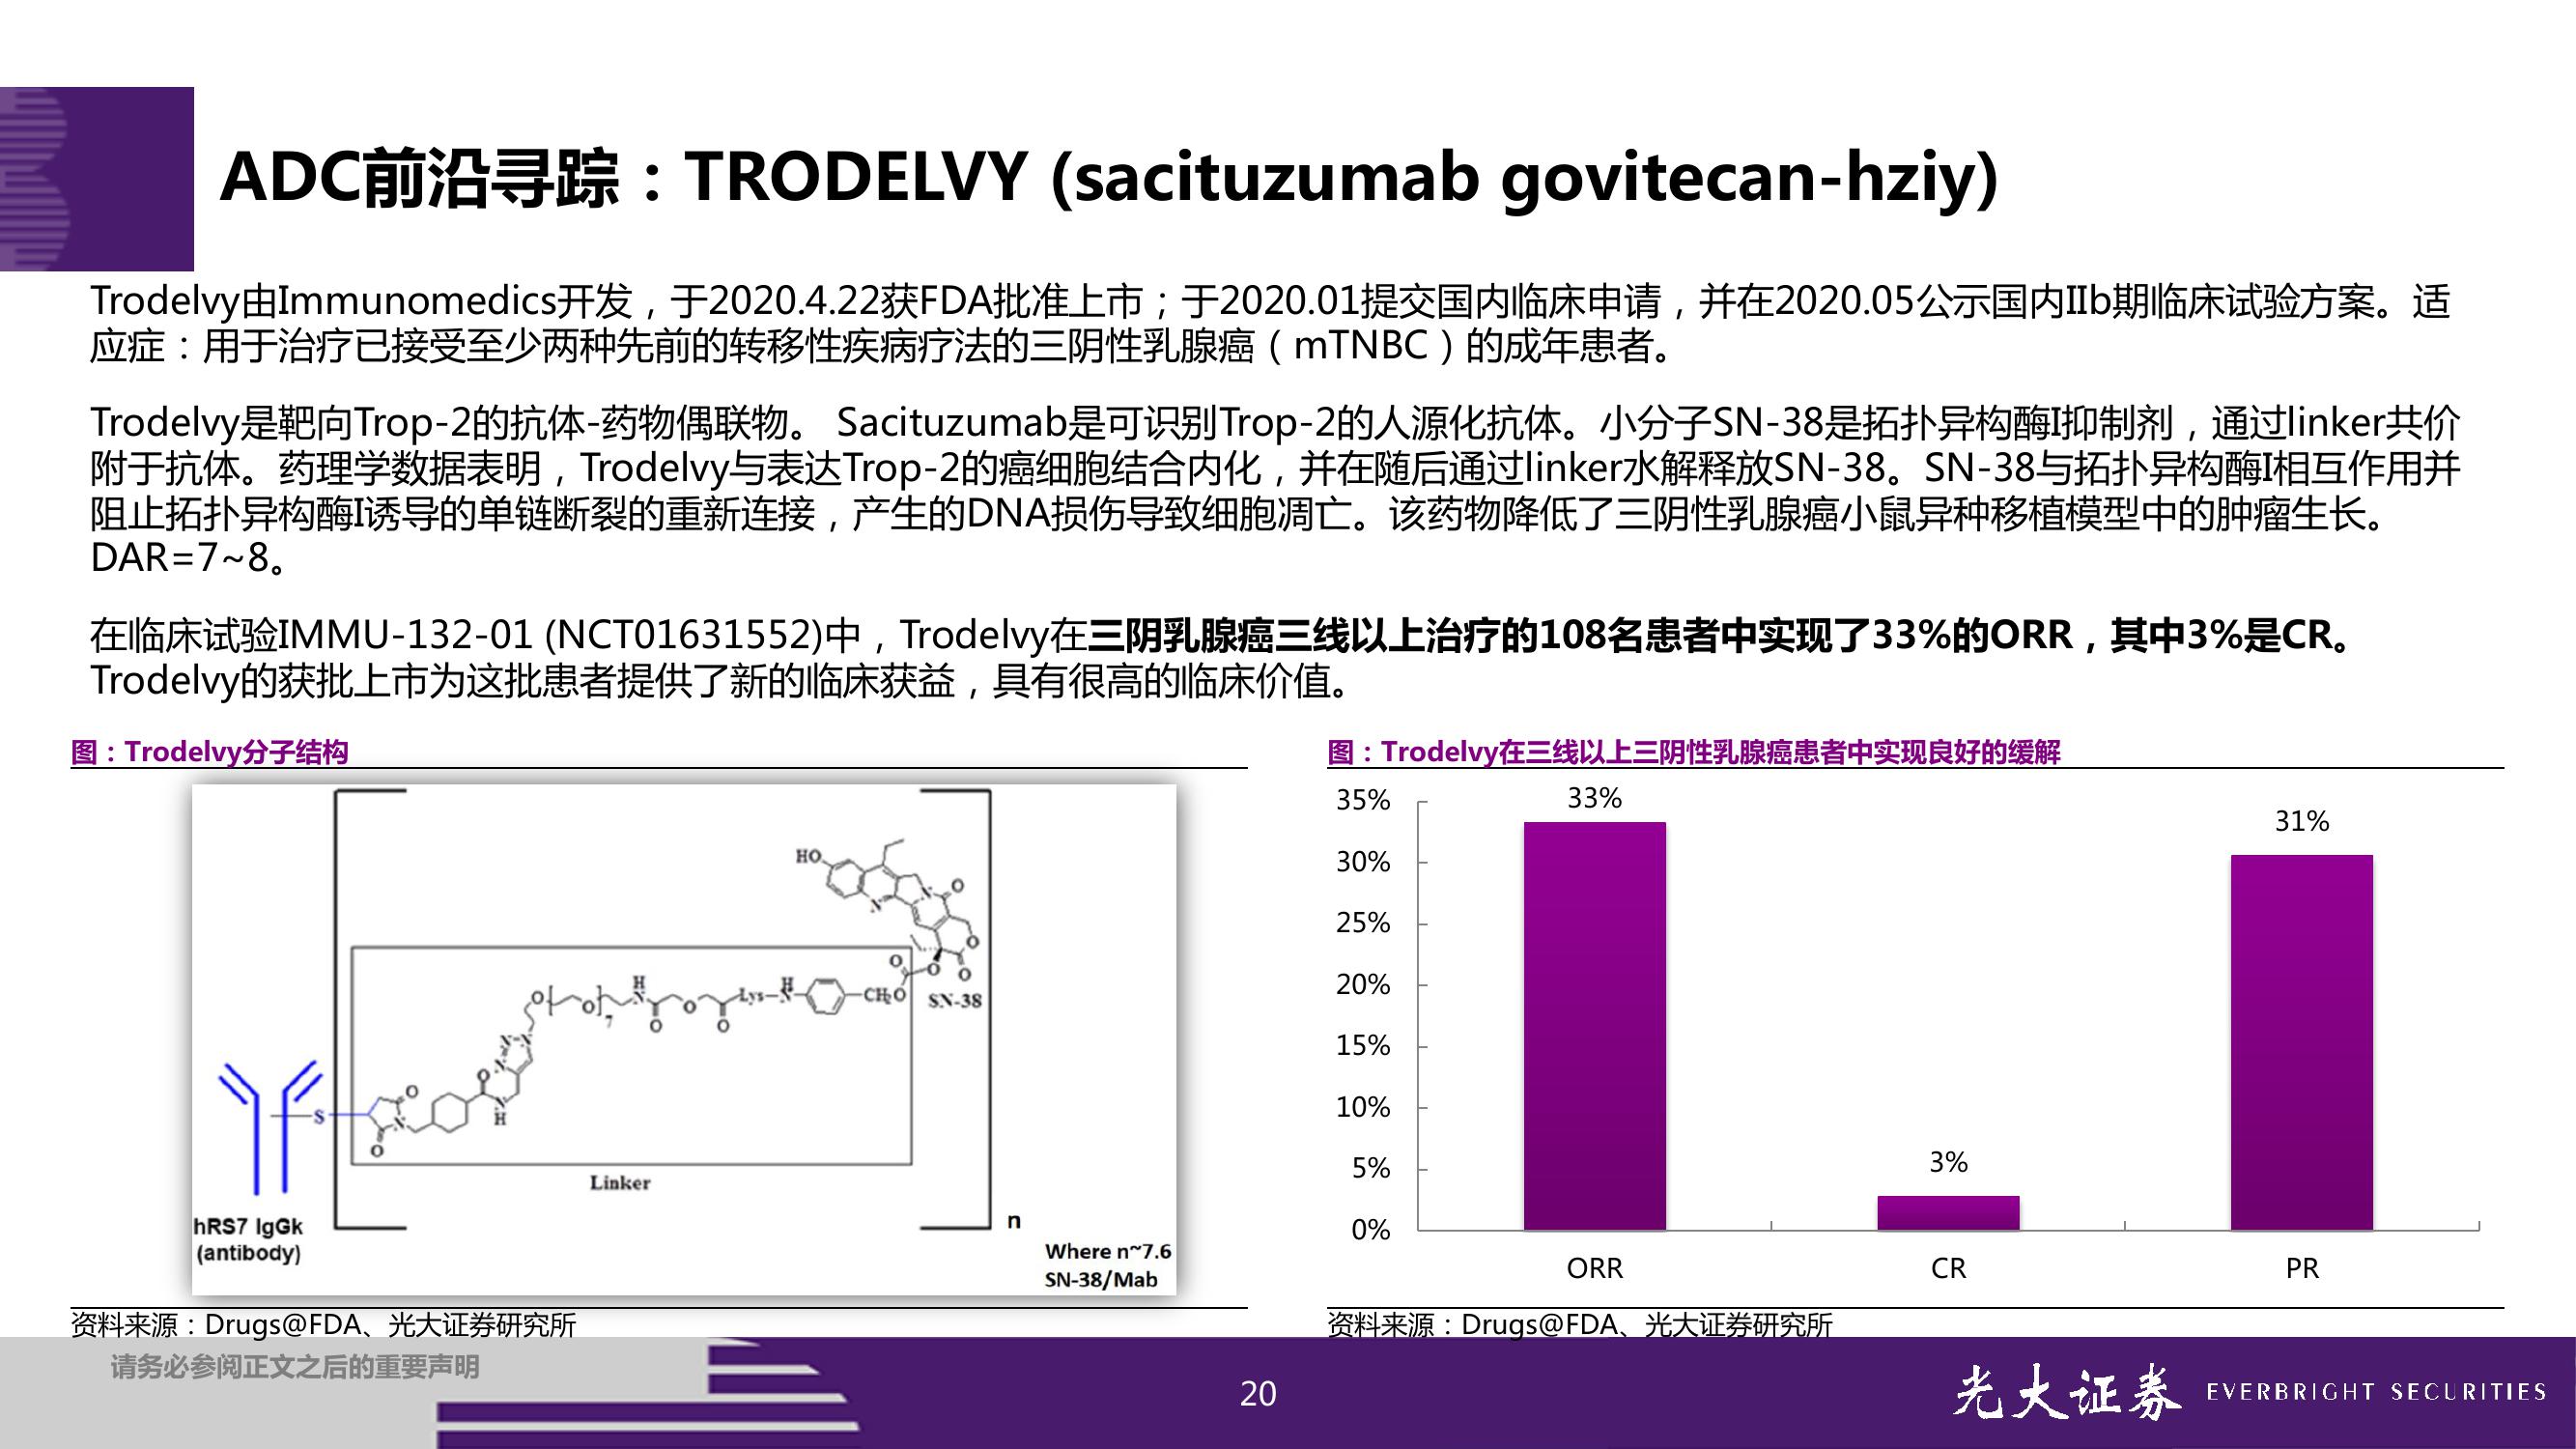 ADC前沿寻踪：TRODELVY (sacituzumab govitecan-hziy)
Trodelvy由Immunomedics开发，于2020.4.22获FDA批准上市；于2020.01提交国内临床申请，并在2020.05公示国内IIb期临床试验方案。适
应症：用于治疗已接受至少两种先前的转移性疾病疗法的三阴性乳腺癌（mTNBC）的成年患者。
Trodelvy是靶向Trop-2的抗体-药物偶联物。 Sacituzumab是可识别Trop-2的人源化抗体。小分子SN-38是拓扑异构酶I抑制剂，通过linker共价
附于抗体。药理学数据表明，Trodelvy与表达Trop-2的癌细胞结合内化，并在随后通过linker水解释放SN-38。SN-38与拓扑异构酶I相互作用并
阻止拓扑异构酶I诱导的单链断裂的重新连接，产生的DNA损伤导致细胞凋亡。该药物降低了三阴性乳腺癌小鼠异种移植模型中的肿瘤生长。
DAR=7~8。
在临床试验IMMU-132-01 (NCT01631552)中，Trodelvy在三阴乳腺癌三线以上治疗的108名患者中实现了33%的ORR，其中3%是CR。
Trodelvy的获批上市为这批患者提供了新的临床获益，具有很高的临床价值。
图：Trodelvy分子结构
HO
N
N
O
O
O
O
O
O
SN-38
O
O
7
H
N
O
O
O
Lys
H
N
CH2O
N
N
N
O
N
H
S
O
N
O
Linker
hRS7 IgGk
(antibody)
n
Where n~7.6
SN-38/Mab
资料来源：Drugs@FDA、光大证券研究所
图：Trodelvy在三线以上三阴性乳腺癌患者中实现良好的缓解
35%
30%
25%
20%
15%
10%
5%
0%
33%
3%
31%
ORR
CR
PR
资料来源：Drugs@FDA、光大证券研究所
请务必参阅正文之后的重要声明
20
光大证券 EVERBRIGHT SECURITIES